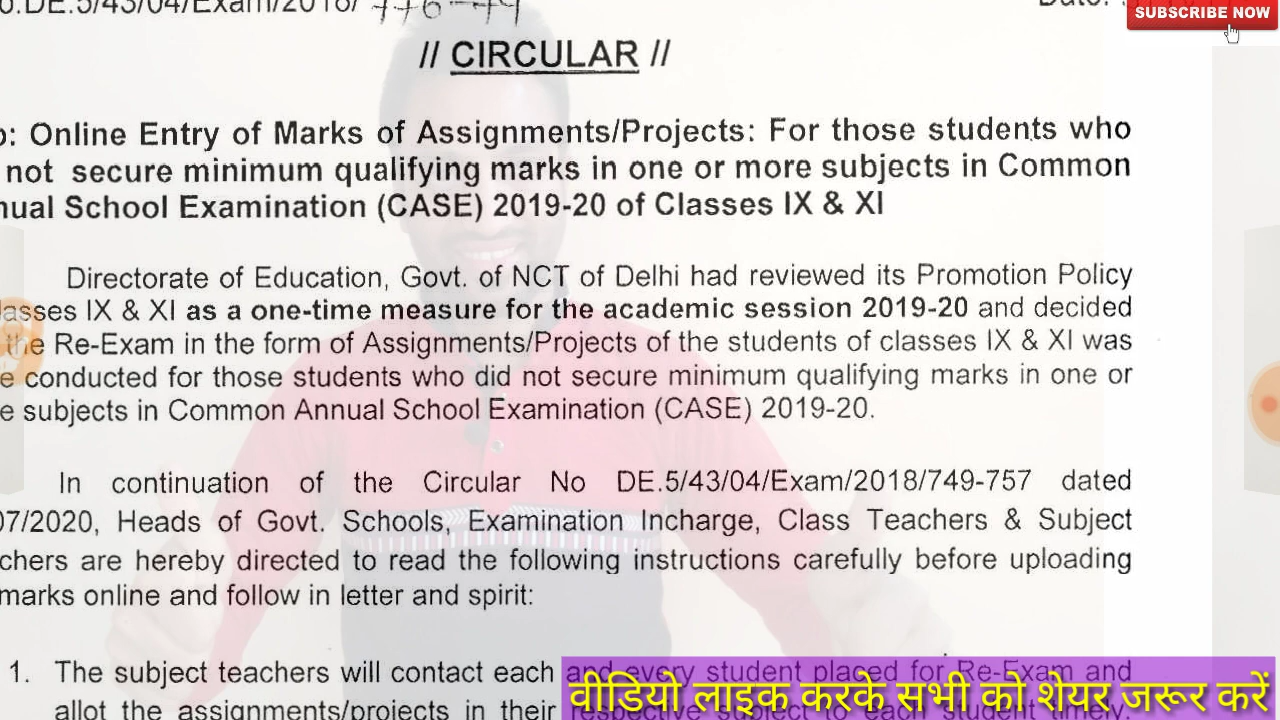 o.DE.5/43/04/Exam/2018/ 776-79
SUBSCRIBE NOW
// CIRCULAR //
b: Online Entry of Marks of Assignments/Projects: For those students who
not secure minimum qualifying marks in one or more subjects in Common
nual School Examination (CASE) 2019-20 of Classes IX & XI
Directorate of Education, Govt. of NCT of Delhi had reviewed its Promotion Policy
lasses IX & XI as a one-time measure for the academic session 2019-20 and decided
the Re-Exam in the form of Assignments/Projects of the students of classes IX & XI was
e conducted for those students who did not secure minimum qualifying marks in one or
e subjects in Common Annual School Examination (CASE) 2019-20.
In continuation of the Circular No DE.5/43/04/Exam/2018/749-757 dated
07/2020, Heads of Govt. Schools, Examination Incharge, Class Teachers & Subject
chers are hereby directed to read the following instructions carefully before uploading
marks online and follow in letter and spirit:
1. The subject teachers will contact each and every student placed for Re-Exam and
allot the assignments/projects in their respective subject to each student timely.
वीडियो लाइक करके सभी को शेयर जरूर करें